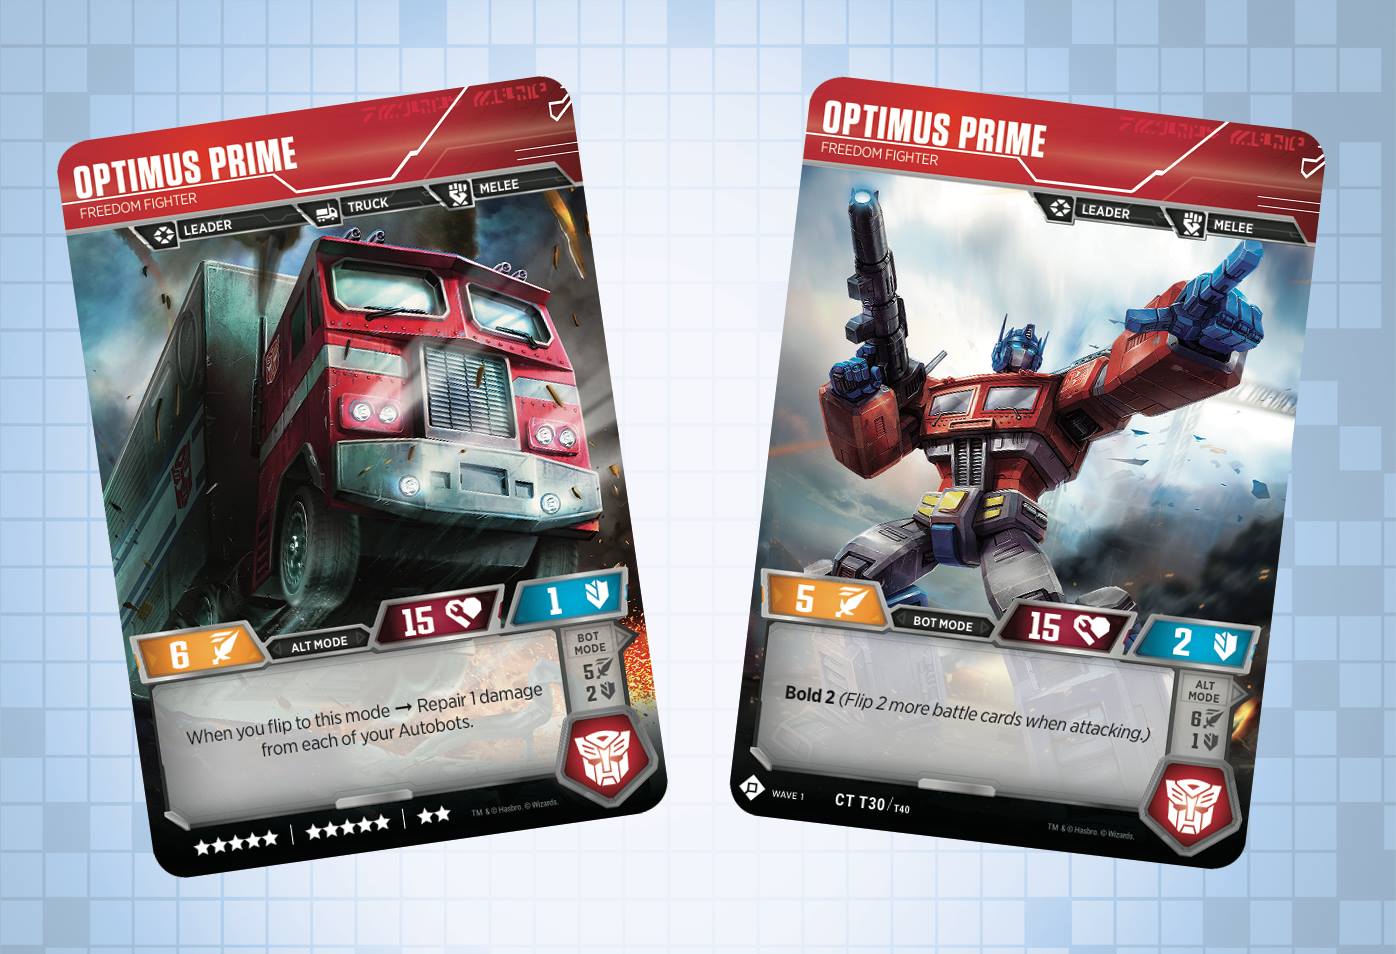 OPTIMUS PRIME
FREEDOM FIGHTER
LEADER
TRUCK
MELEE
6
ALT MODE
15
1
BOT
MODE
5
2
When you flip to this mode → Repair 1 damage
from each of your Autobots.
TM & © Hasbro. © Wizards.
OPTIMUS PRIME
FREEDOM FIGHTER
LEADER
MELEE
5
BOT MODE
15
2
ALT
MODE
6
1
Bold 2 (Flip 2 more battle cards when attacking.)
WAVE 1
CT T30/T40
TM & © Hasbro. © Wizards.